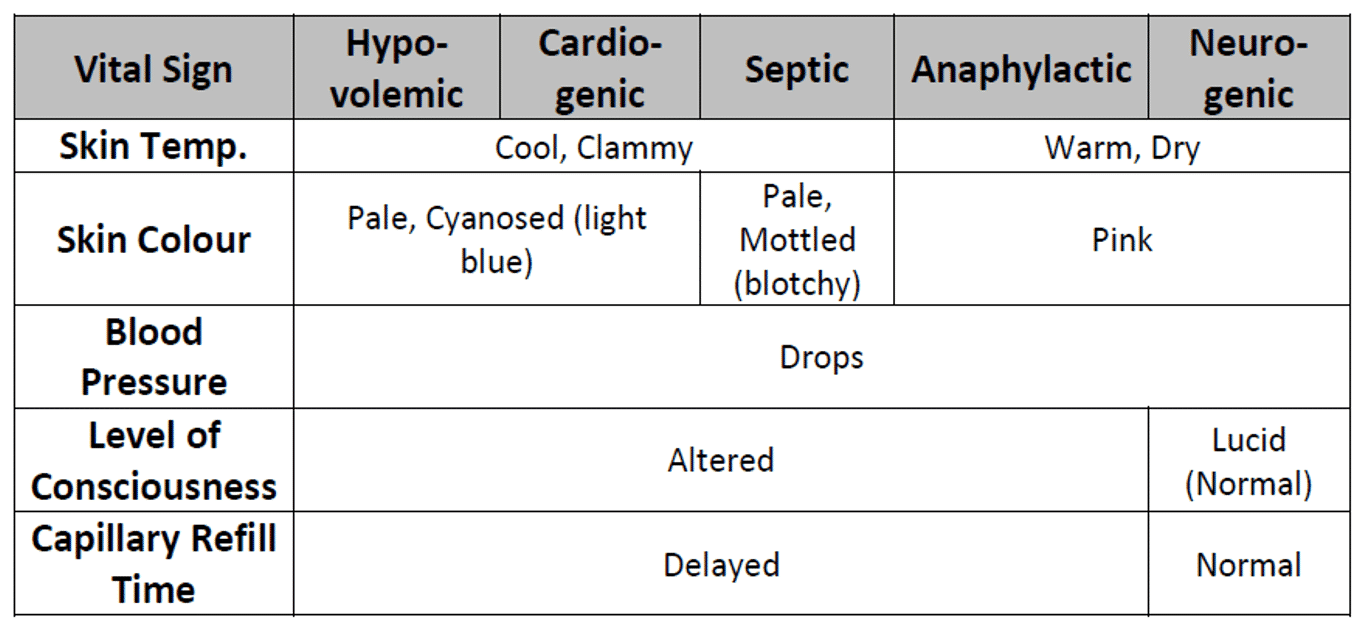 Vital Sign
Hypo-
volemic
Cardio-
genic
Septic
Anaphylactic
Neuro-
genic
Skin Temp.
Cool, Clammy
Warm, Dry
Skin Colour
Pale, Cyanosed (light
blue)
Pale,
Mottled
(blotchy)
Pink
Blood
Pressure
Drops
Level of
Consciousness
Altered
Lucid
(Normal)
Capillary Refill
Time
Delayed
Normal